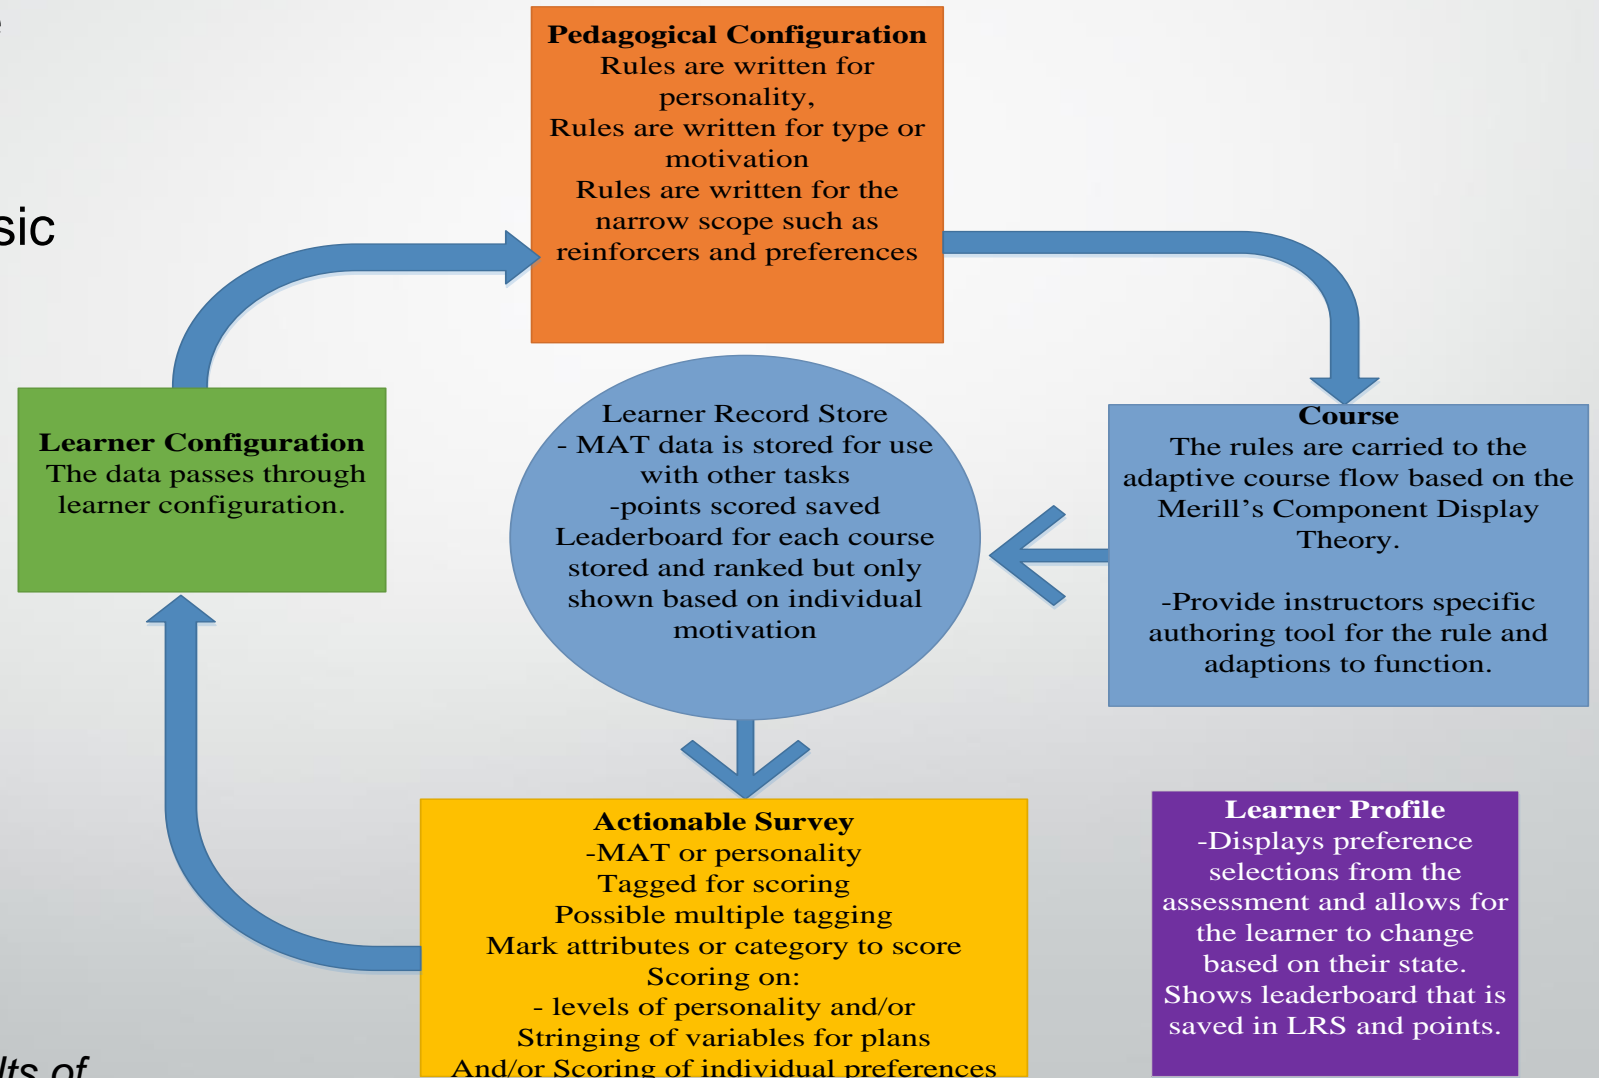 e
sic
lts of
Pedagogical Configuration
Rules are written for
personality,
Rules are written for type or
motivation
Rules are written for the
narrow scope such as
reinforcers and preferences
Learner Configuration
The data passes through
learner configuration.
Learner Record Store
- MAT data is stored for use
with other tasks
-points scored saved
Leaderboard for each course
stored and ranked but only
shown based on individual
motivation
Course
The rules are carried to the
adaptive course flow based on the
Merill’s Component Display
Theory.
-Provide instructors specific
authoring tool for the rule and
adaptions to function.
Actionable Survey
-MAT or personality
Tagged for scoring
Possible multiple tagging
Mark attributes or category to score
Scoring on:
- levels of personality and/or
Stringing of variables for plans
And/or Scoring of individual preferences
Learner Profile
-Displays preference
selections from the
assessment and allows for
the learner to change
based on their state.
Shows leaderboard that is
saved in LRS and points.